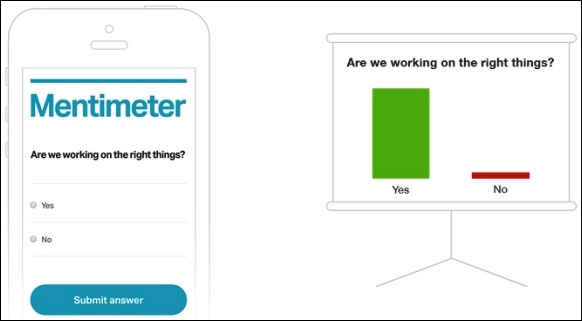 Mentimeter
Are we working on the right things?
Yes
No
Submit answer
Are we working on the right things?
Yes No